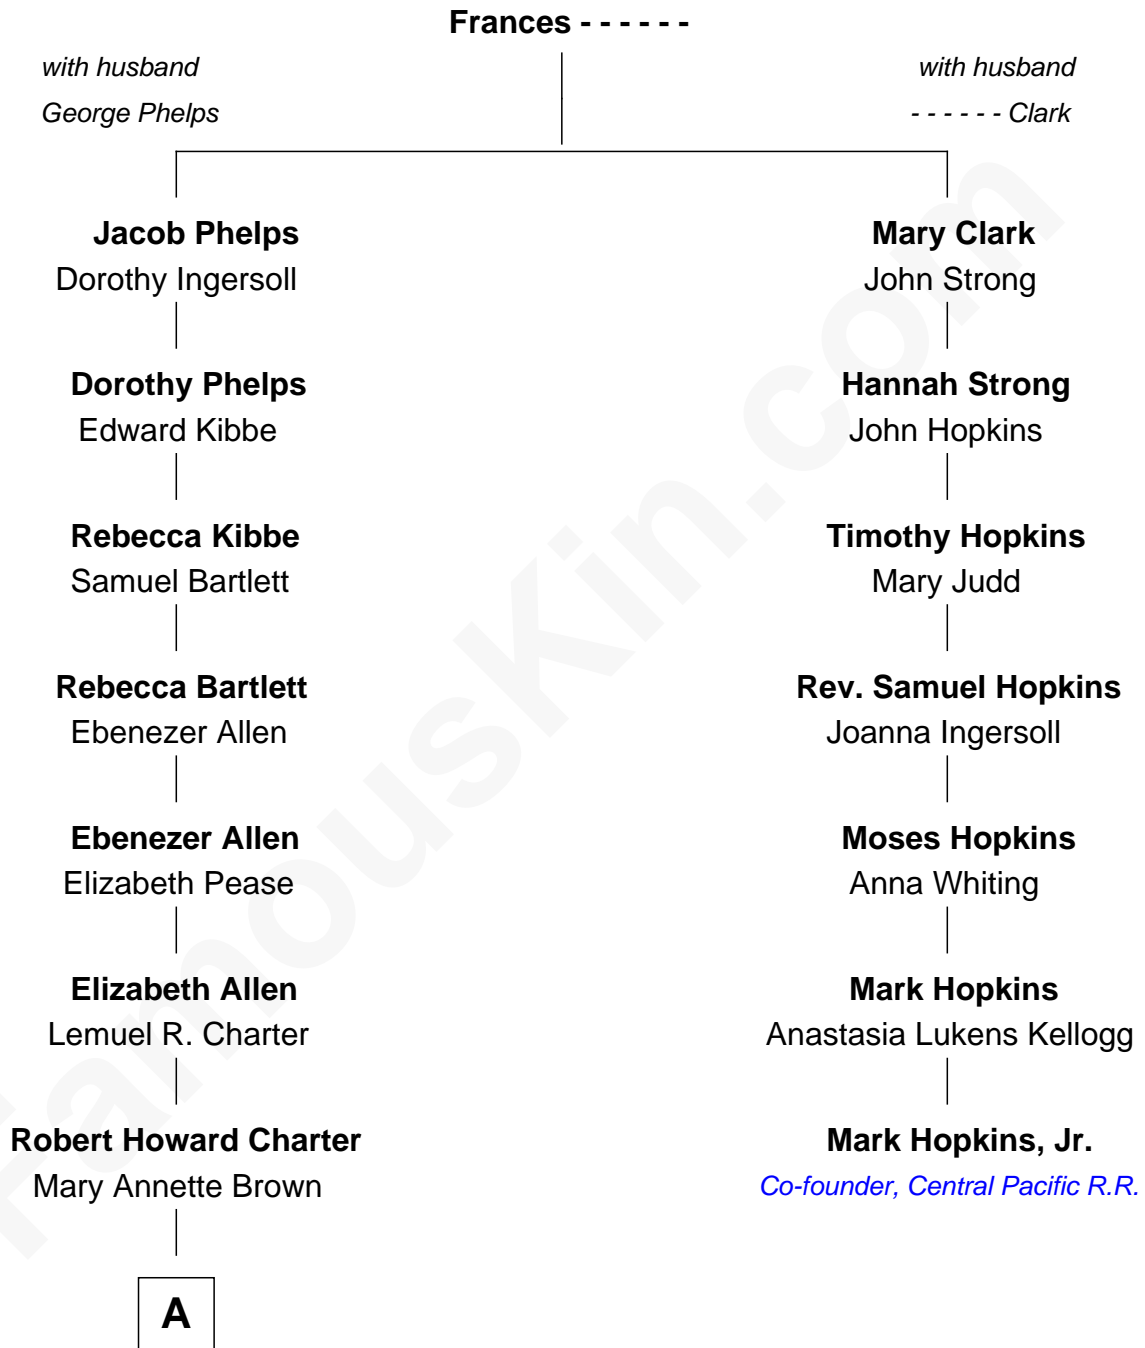 Frances - - - - - -
with husband
George Phelps
with husband
- - - - - - Clark
Jacob Phelps
Dorothy Ingersoll
Mary Clark
John Strong
Dorothy Phelps
Edward Kibbe
Hannah Strong
John Hopkins
Rebecca Kibbe
Samuel Bartlett
Timothy Hopkins
Mary Judd
Rebecca Bartlett
Ebenezer Allen
Rev. Samuel Hopkins
Joanna Ingersoll
Ebenezer Allen
Elizabeth Pease
Moses Hopkins
Anna Whiting
Elizabeth Allen
Lemuel R. Charter
Mark Hopkins
Anastasia Lukens Kellogg
Robert Howard Charter
Mary Annette Brown
Mark Hopkins, Jr.
Co-founder, Central Pacific R.R.
A
FamousKin.com